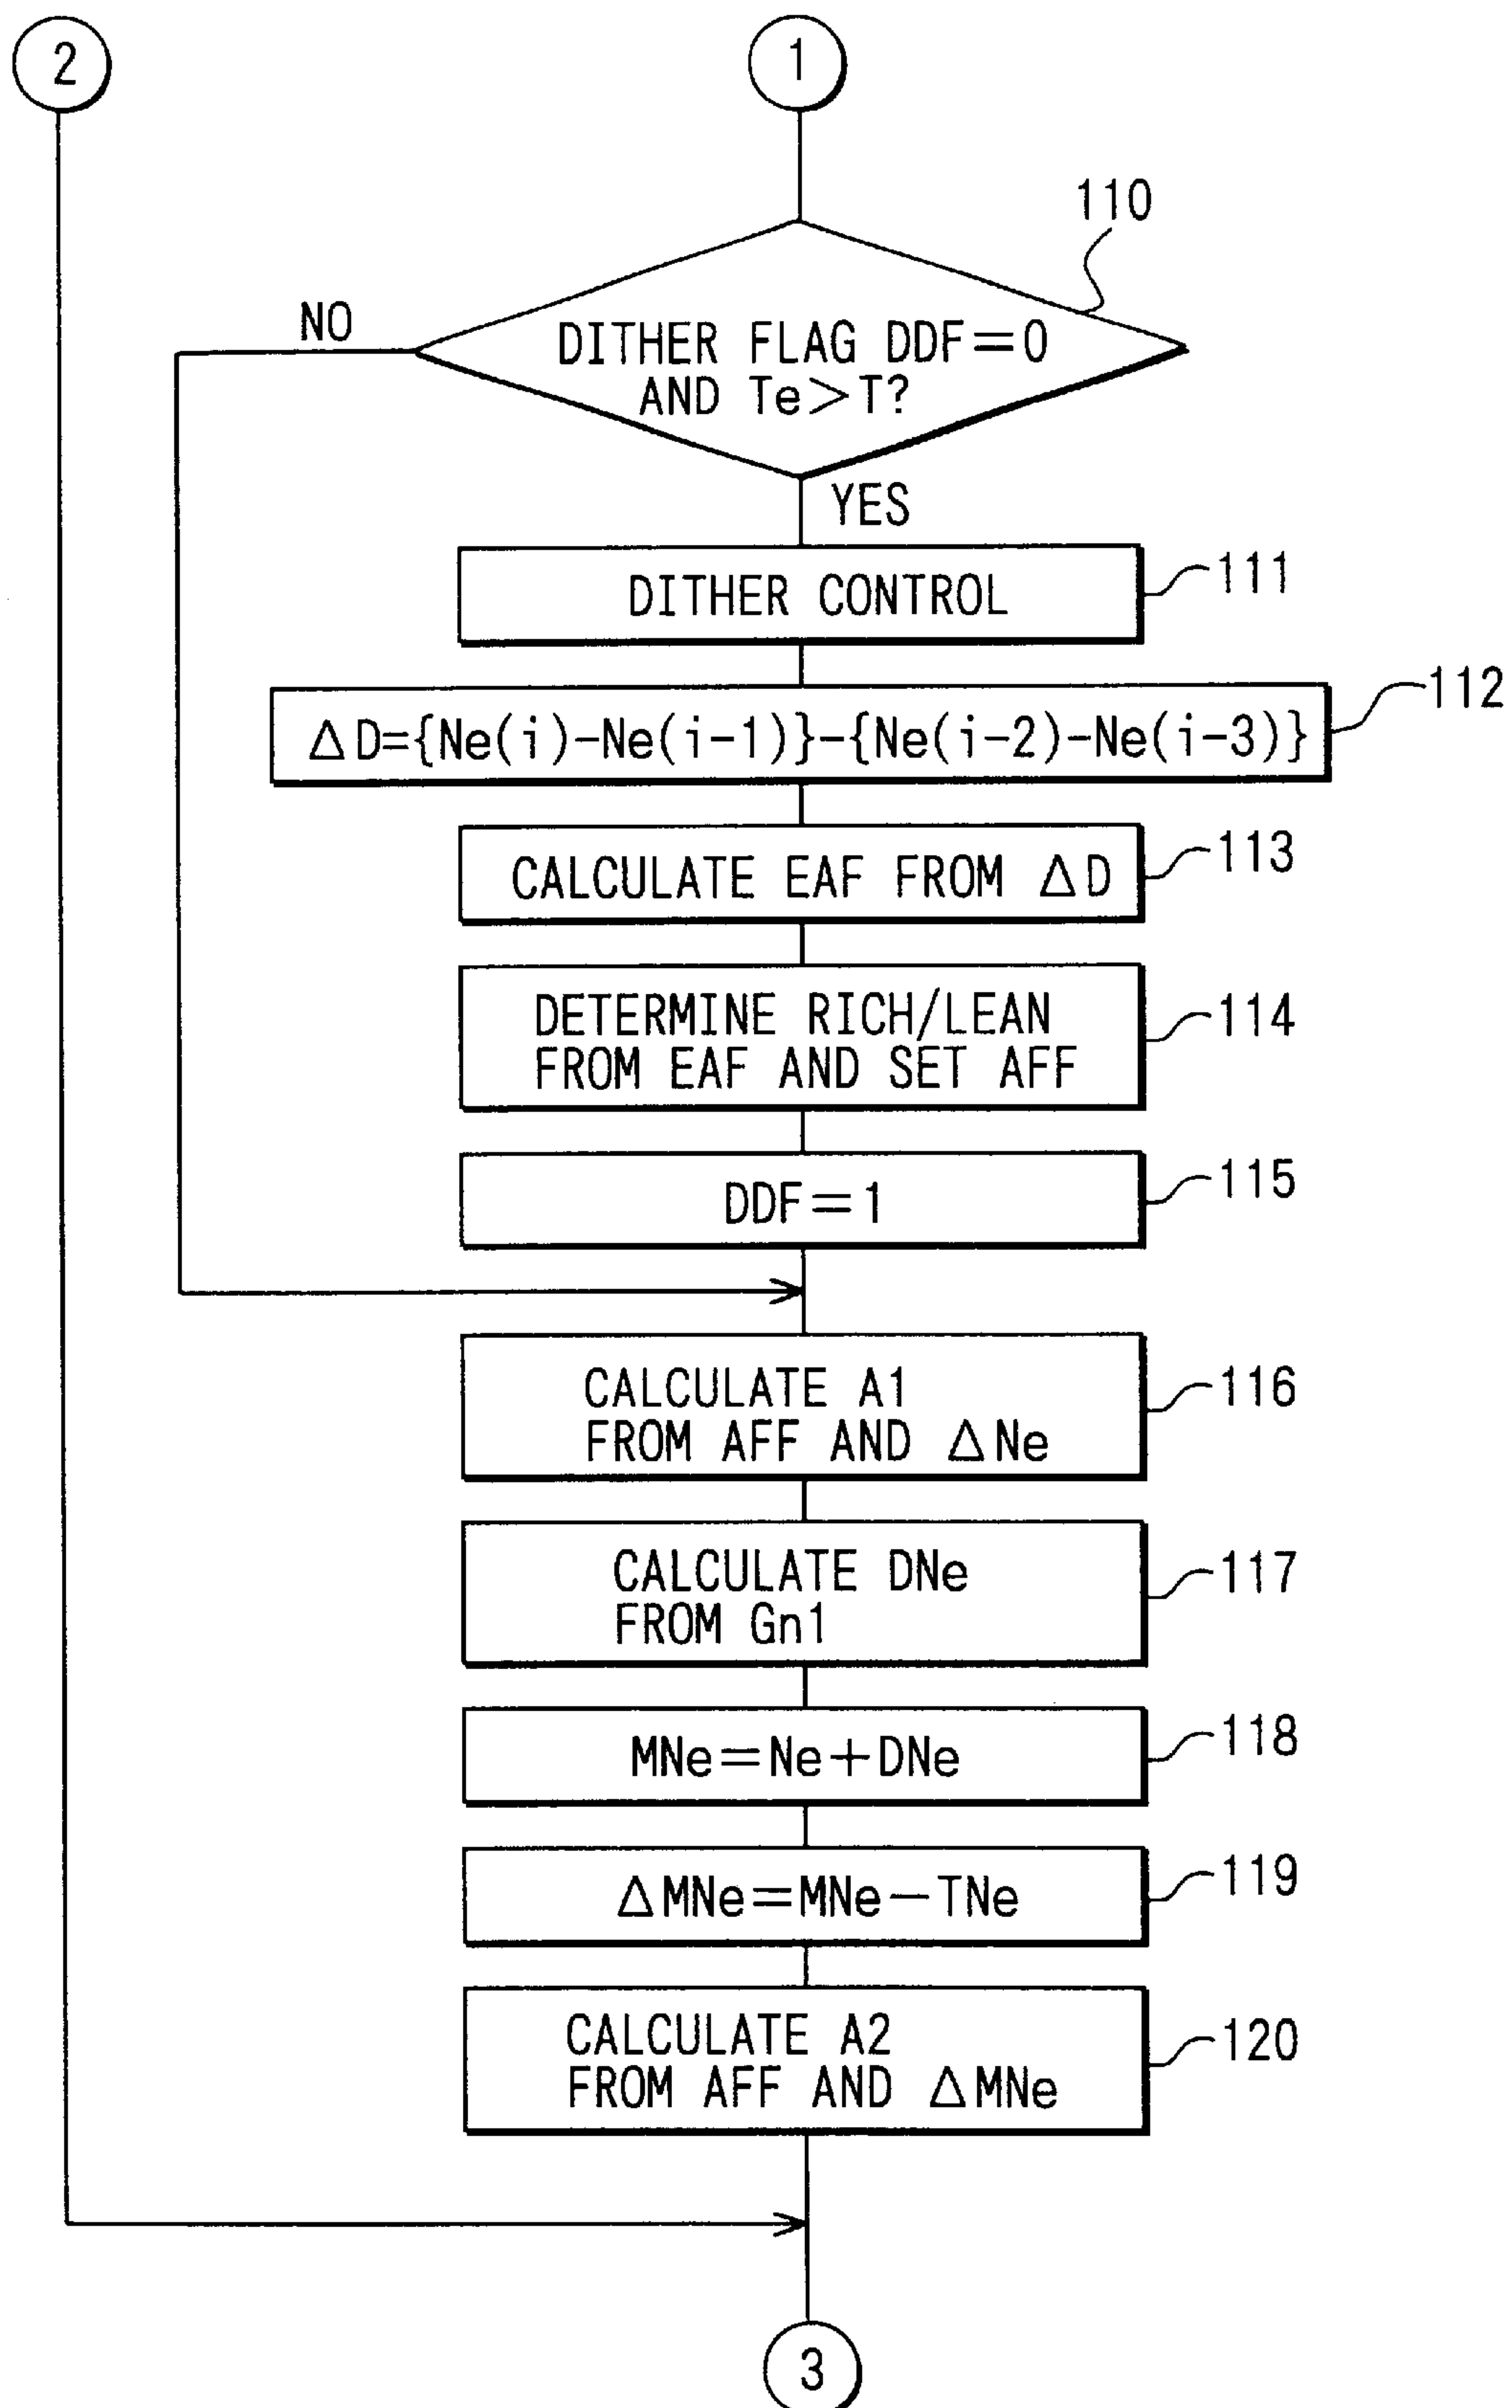 2
1
110
NO
DITHER FLAG DDF=0
AND Te>T?
YES
DITHER CONTROL
111
ΔD={Ne(i)-Ne(i-1)}-{Ne(i-2)-Ne(i-3)}
112
CALCULATE EAF FROM ΔD
113
DETERMINE RICH/LEAN
FROM EAF AND SET AFF
114
DDF=1
115
CALCULATE A1
FROM AFF AND ΔNe
116
CALCULATE DNe
FROM Gn1
117
MNe=Ne+DNe
118
ΔMNe=MNe-TNe
119
CALCULATE A2
FROM AFF AND ΔMNe
120
3